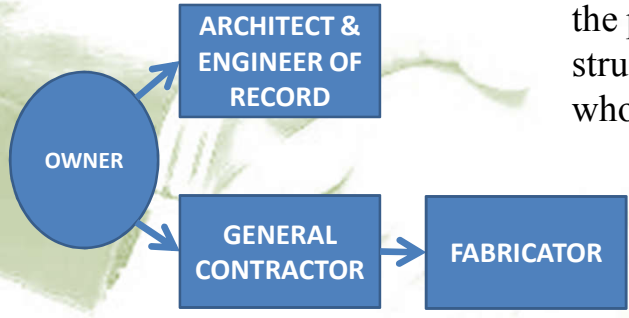 ARCHITECT &
ENGINEER OF
RECORD
OWNER
GENERAL
CONTRACTOR
FABRICATOR
the
stru
who